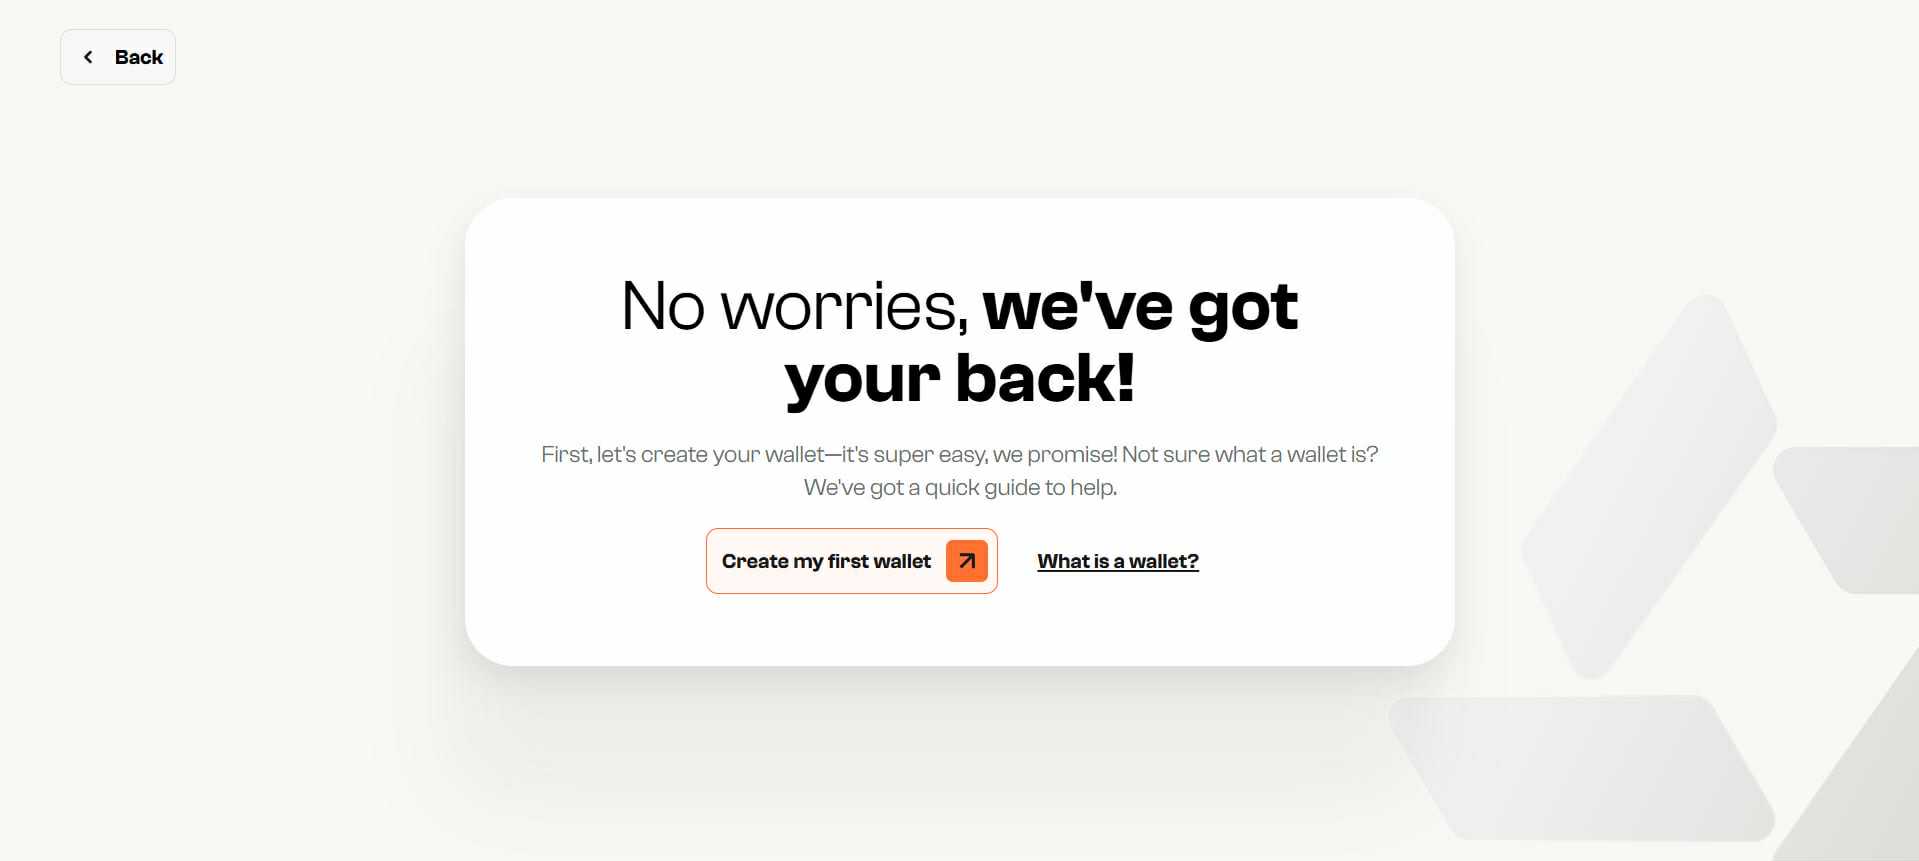 Back
No worries, we've got
your back!
First, let's create your wallet—it's super easy, we promise! Not sure what a wallet is?
We've got a quick guide to help.
Create my first wallet
What is a wallet?